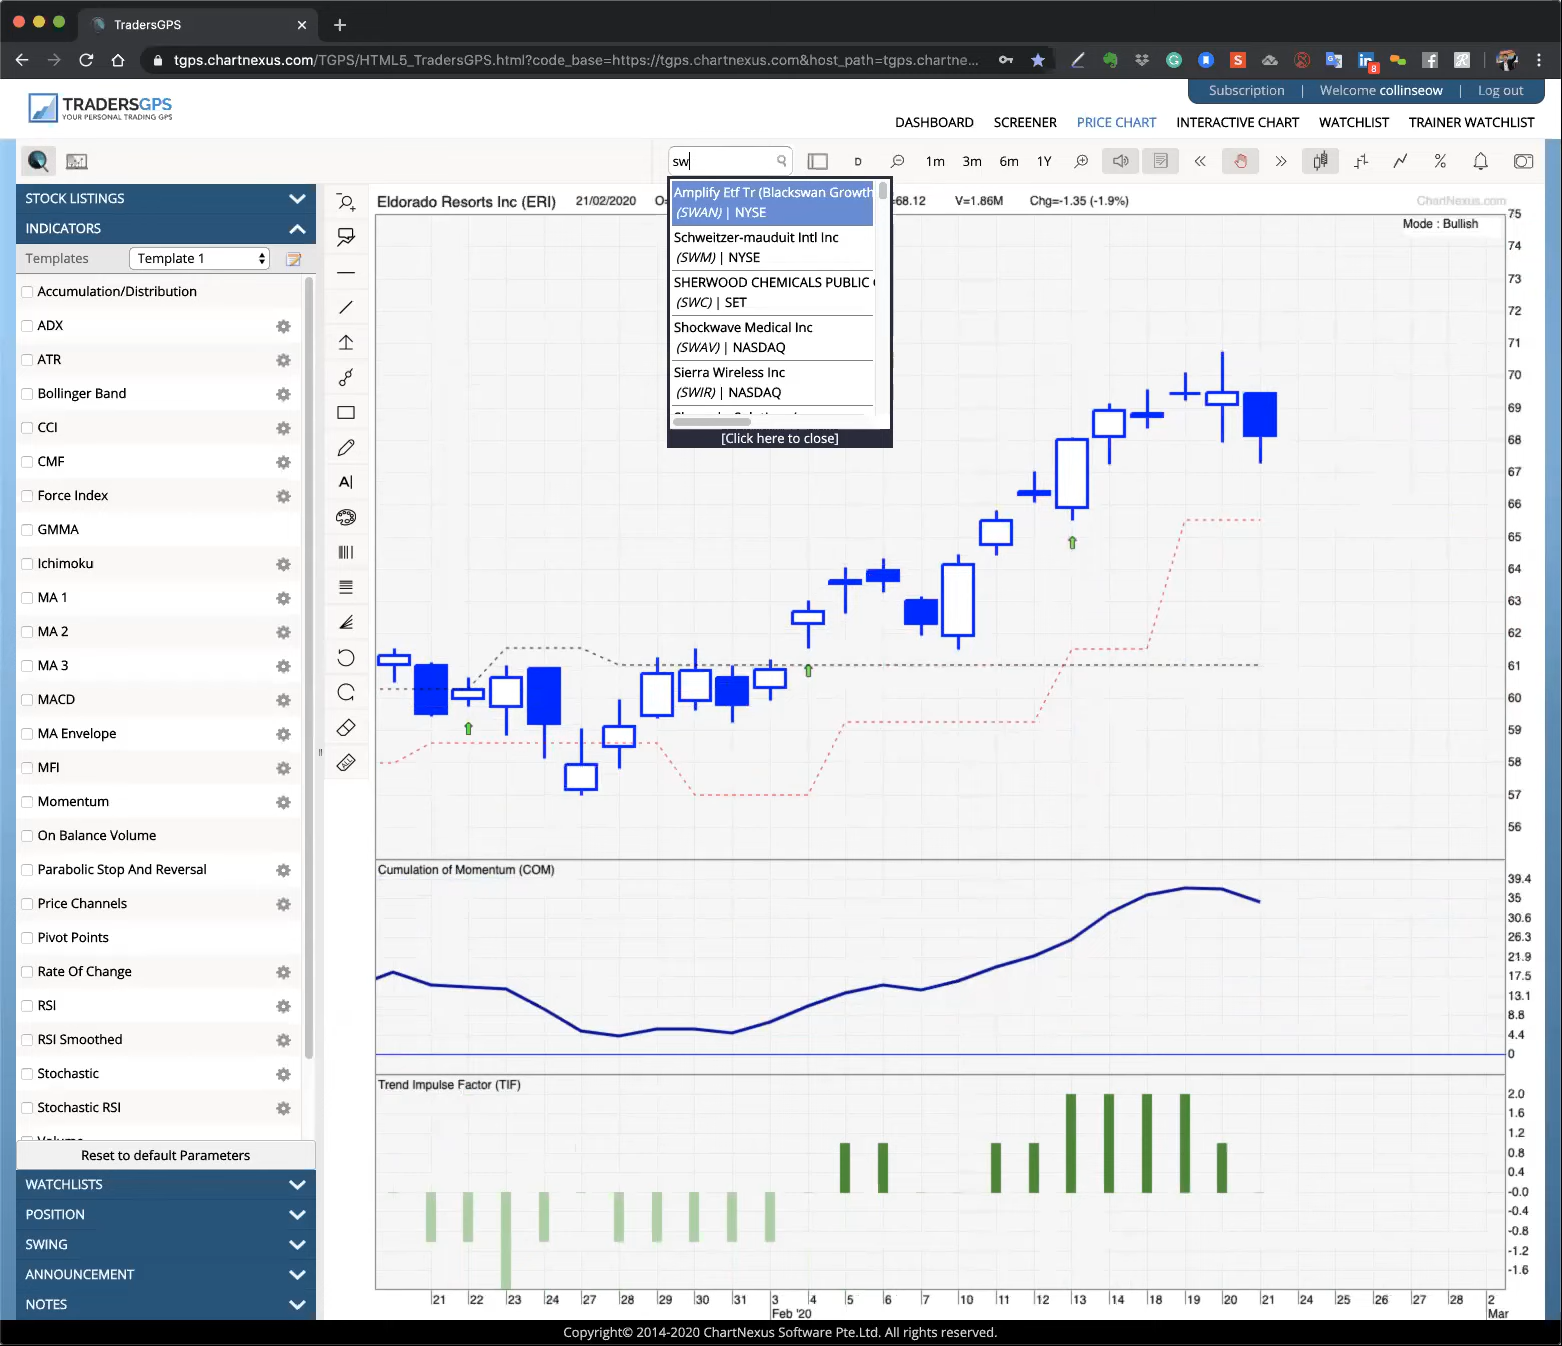 TradersGPS
tgps.chartnexus.com/TGPS/HTML5_TradersGPS.html?code_base=https://tgps.chartnexus.com&host_path=tgps.chartne...
TRADERSGPS
YOUR PERSONAL TRADING GPS
Subscription | Welcome collinseow | Log out
DASHBOARD SCREENER PRICE CHART INTERACTIVE CHART WATCHLIST TRAINER WATCHLIST
sw D 1m 3m 6m 1Y %
STOCK LISTINGS
INDICATORS
Templates Template 1
Accumulation/Distribution
ADX
ATR
Bollinger Band
CCI
CMF
Force Index
GMMA
Ichimoku
MA 1
MA 2
MA 3
MACD
MA Envelope
MFI
Momentum
On Balance Volume
Parabolic Stop And Reversal
Price Channels
Pivot Points
Rate Of Change
RSI
RSI Smoothed
Stochastic
Stochastic RSI
Reset to default Parameters
WATCHLISTS
POSITION
SWING
ANNOUNCEMENT
NOTES
Eldorado Resorts Inc (ERI) 21/02/2020 68.12 V=1.86M Chg=-1.35 (-1.9%)
ChartNexus.com
Mode : Bullish
Amplify Etf Tr (Blackswan Growth
(SWAN) | NYSE
Schweitzer-mauduit Intl Inc
(SWM) | NYSE
SHERWOOD CHEMICALS PUBLIC
(SWC) | SET
Shockwave Medical Inc
(SWAV) | NASDAQ
Sierra Wireless Inc
(SWIR) | NASDAQ
[Click here to close]
75
74
73
72
71
70
69
68
67
66
65
64
63
62
61
60
59
58
57
56
Cumulation of Momentum (COM)
39.4
35
30.6
26.3
21.9
17.5
13.1
8.8
4.4
0
Trend Impulse Factor (TIF)
2.0
1.6
1.2
0.8
0.4
-0.0
-0.4
-0.8
-1.2
-1.6
21 22 23 24 27 28 29 30 31 3 4 5 6 7 10 11 12 13 14 18 19 20 21 24 25 26 27 28 2
Feb '20 Mar
Copyright© 2014-2020 ChartNexus Software Pte.Ltd. All rights reserved.